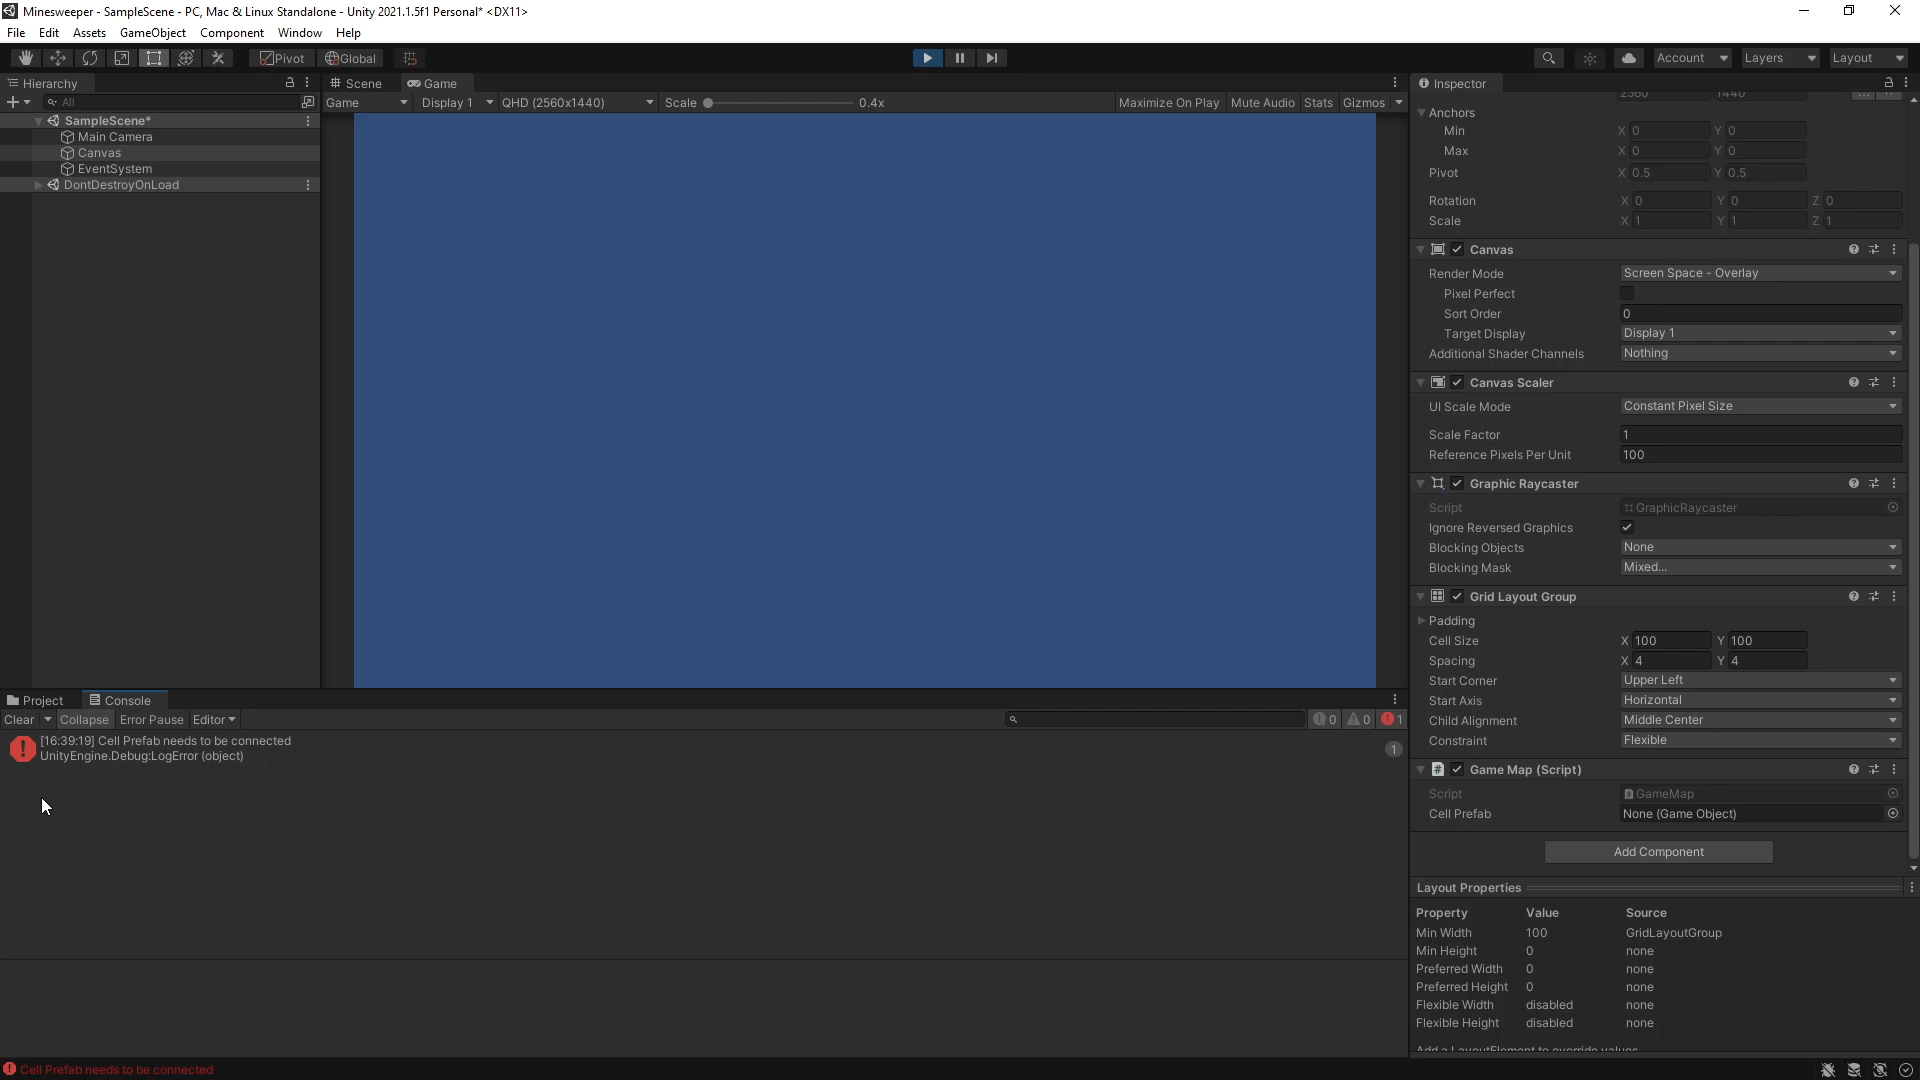 Minesweeper - SampleScene - PC, Mac & Linux Standalone - Unity 2021.1.5f1 Personal* <DX11>
File Edit Assets GameObject Component Window Help
Pivot Global Account Layers Layout
Hierarchy
All
SampleScene*
Main Camera
Canvas
EventSystem
DontDestroyOnLoad
Scene Game
Game Display 1 QHD (2560x1440) Scale 0.4x Maximize On Play Mute Audio Stats Gizmos
Inspector
2560 1440
Anchors
Min X 0 Y 0
Max X 0 Y 0
Pivot X 0.5 Y 0.5
Rotation X 0 Y 0 Z 0
Scale X 1 Y 1 Z 1
Canvas
Render Mode Screen Space - Overlay
Pixel Perfect
Sort Order 0
Target Display Display 1
Additional Shader Channels Nothing
Canvas Scaler
UI Scale Mode Constant Pixel Size
Scale Factor 1
Reference Pixels Per Unit 100
Graphic Raycaster
Script GraphicRaycaster
Ignore Reversed Graphics
Blocking Objects None
Blocking Mask Mixed...
Grid Layout Group
Padding
Cell Size X 100 Y 100
Spacing X 4 Y 4
Start Corner Upper Left
Start Axis Horizontal
Child Alignment Middle Center
Constraint Flexible
Game Map (Script)
Script GameMap
Cell Prefab None (Game Object)
Add Component
Layout Properties
Property Value Source
Min Width 100 GridLayoutGroup
Min Height 0 none
Preferred Width 0 none
Preferred Height 0 none
Flexible Width disabled none
Flexible Height disabled none
Add a LayoutElement to override values
Project Console
Clear Collapse Error Pause Editor 0 0 1
[16:39:19] Cell Prefab needs to be connected
UnityEngine.Debug:LogError (object)
1
Cell Prefab needs to be connected